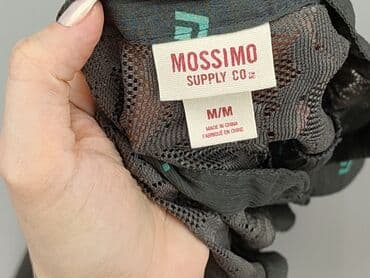 MOSSIMO
SUPPLY CO.
M/M
MADE IN CHINA
FABRIQUÉ EN CHINE